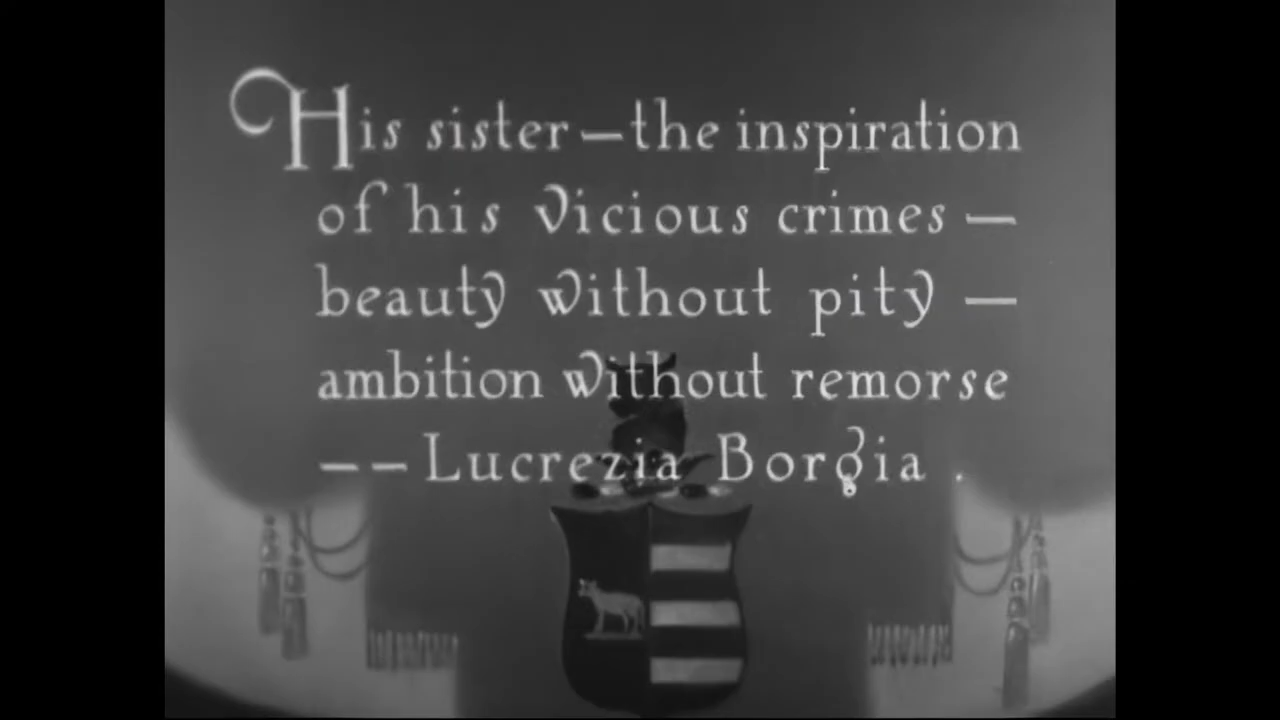 His sister—the inspiration
of his vicious crimes—
beauty without pity—
ambition without remorse
—— Lucrezia Borgia.